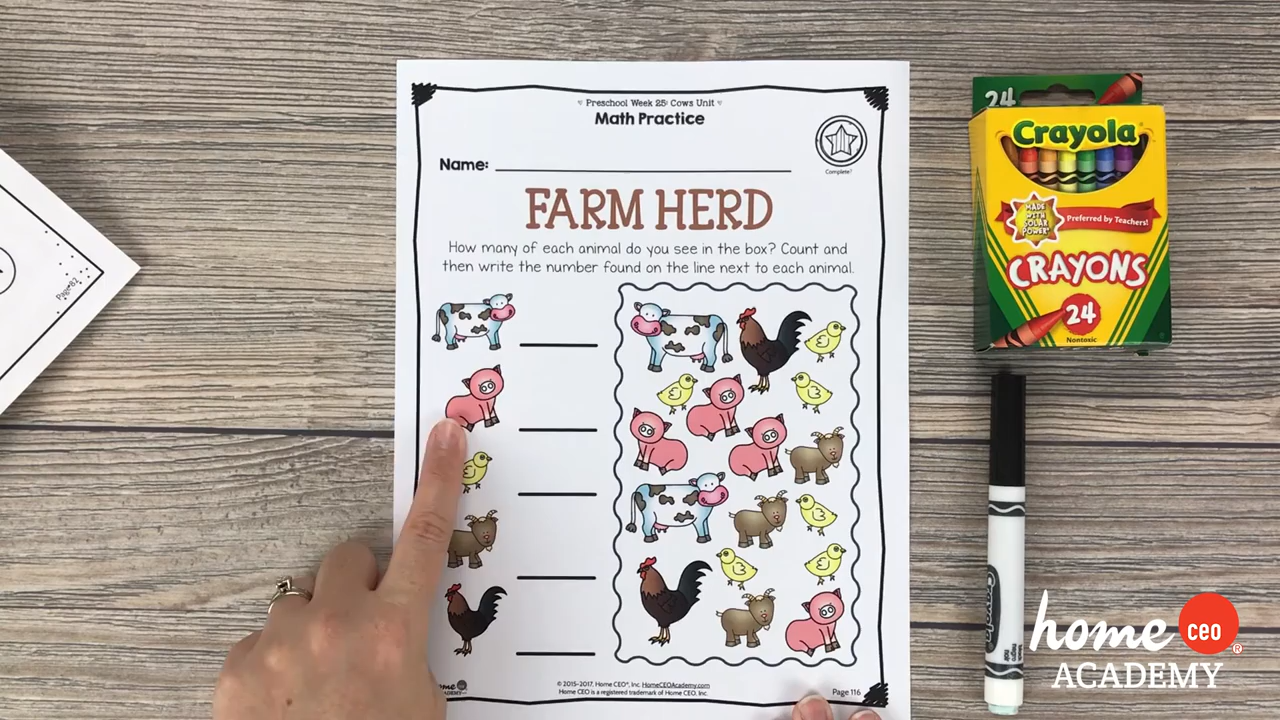 Preschool Week 25: Cows Unit
Math Practice
Name:
Complete?
FARM HERD
How many of each animal do you see in the box? Count and
then write the number found on the line next to each animal.
© 2015-2017, Home CEO®, Inc. HomeCEOAcademy.com
Home CEO is a registered trademark of Home CEO, Inc.
Page 116
24
Crayola
MADE
WITH
SOLAR
POWER
Preferred by Teachers!
CRAYONS
24
Nontoxic
Crayola
home ceo®
ACADEMY